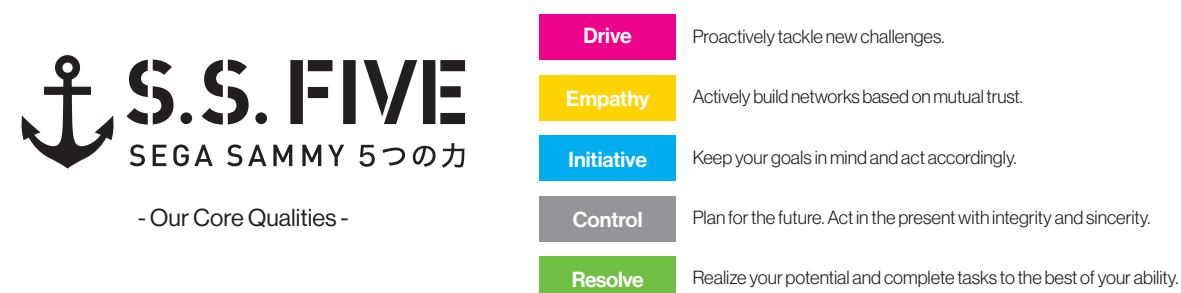 S.S. FIVE
SEGA SAMMY 5つの力
- Our Core Qualities -
Drive
Proactively tackle new challenges.
Empathy
Actively build networks based on mutual trust.
Initiative
Keep your goals in mind and act accordingly.
Control
Plan for the future. Act in the present with integrity and sincerity.
Resolve
Realize your potential and complete tasks to the best of your ability.